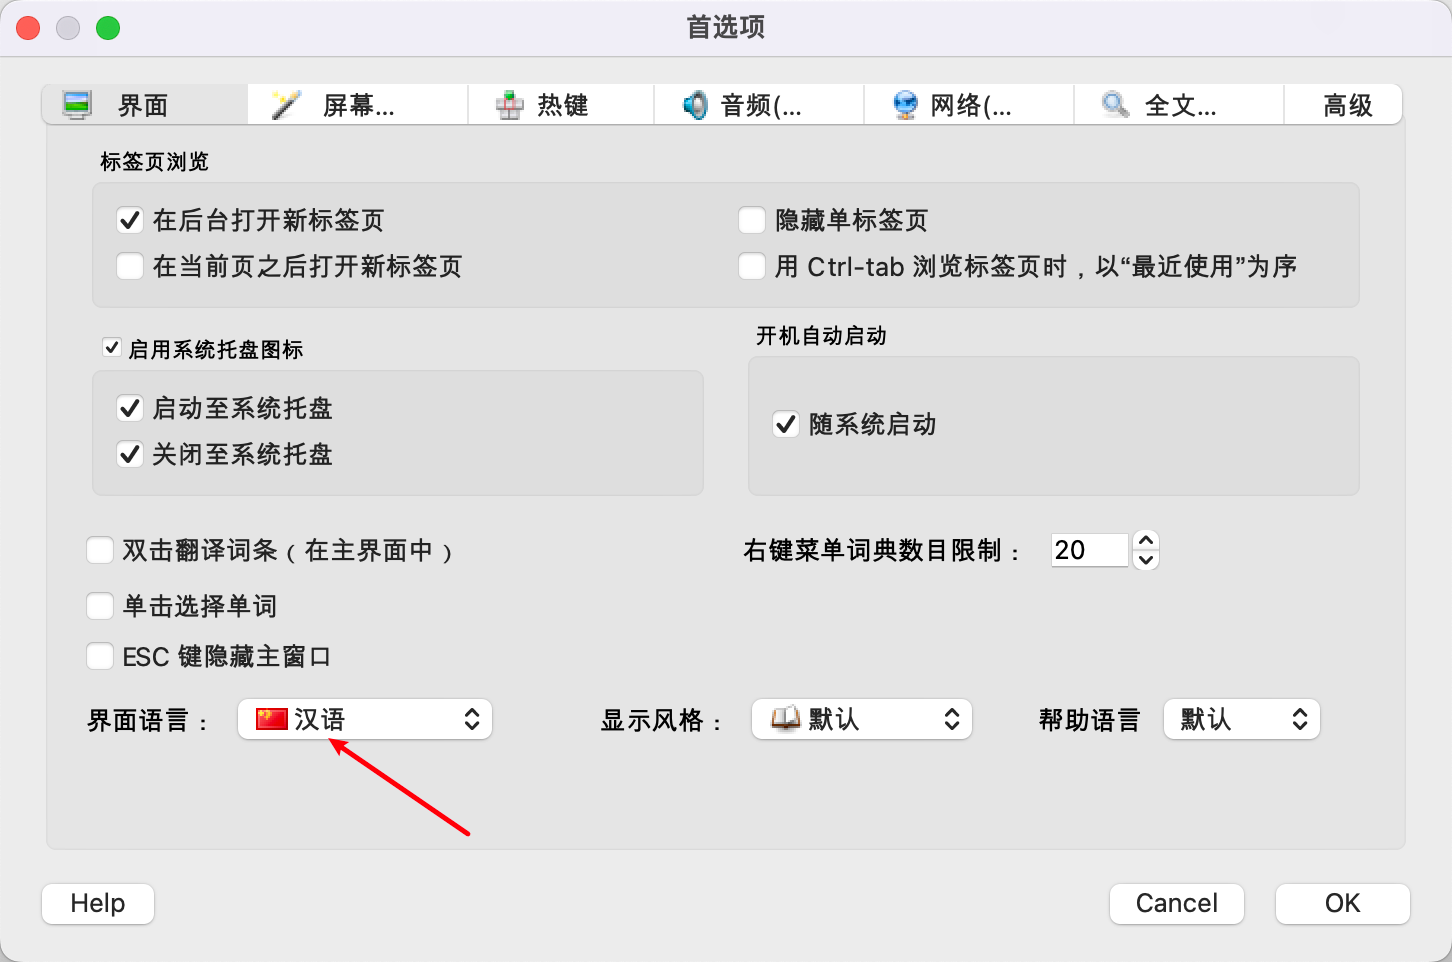 首选项
界面
屏幕...
热键
音频(...
网络(...
全文...
高级
标签页浏览
在后台打开新标签页
隐藏单标签页
在当前页之后打开新标签页
用 Ctrl-tab 浏览标签页时，以“最近使用”为序
启用系统托盘图标
开机自动启动
启动至系统托盘
关闭至系统托盘
随系统启动
双击翻译词条（在主界面中）
右键菜单词典数目限制：
20
单击选择单词
ESC 键隐藏主窗口
界面语言：
汉语
显示风格：
默认
帮助语言
默认
Help
Cancel
OK